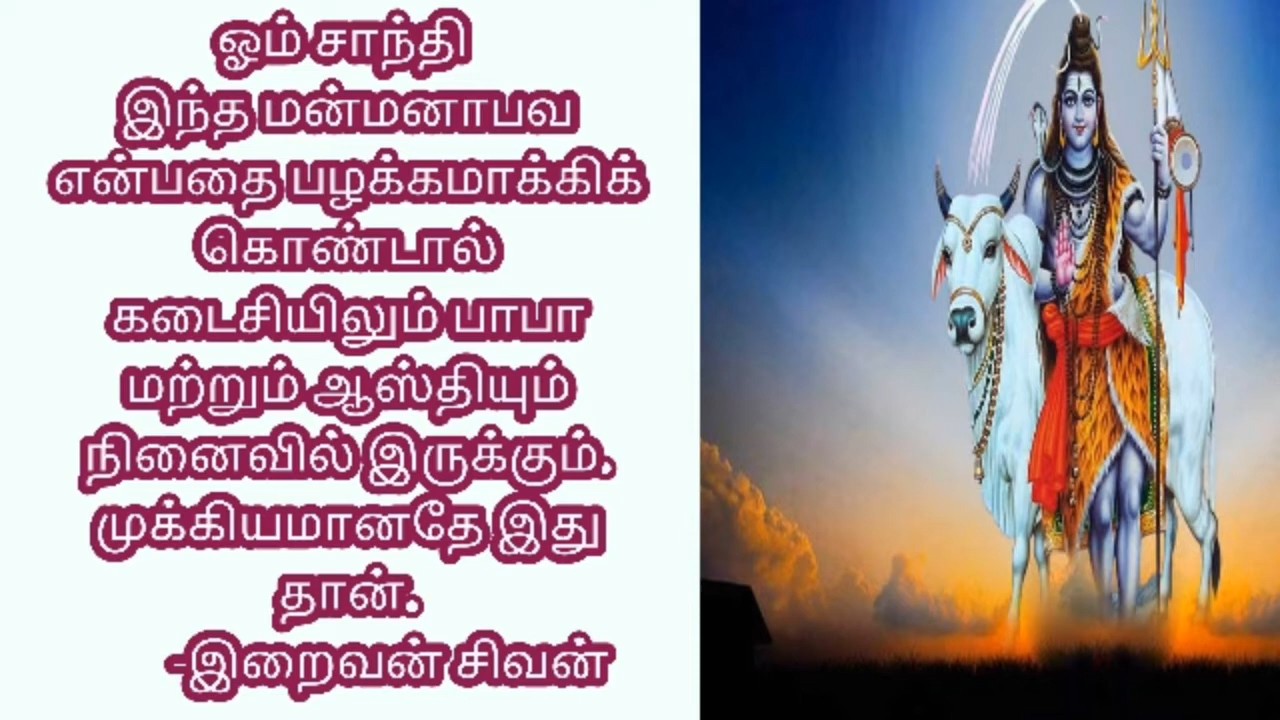 ஓம் சாந்தி
இந்த மன்மனாபவ
என்பதை பழக்கமாக்கிக்
கொண்டால்
கடைசியிலும் பாபா
மற்றும் ஆஸ்தியும்
நினைவில் இருக்கும்.
முக்கியமானதே இது
தான்.
-இறைவன் சிவன்